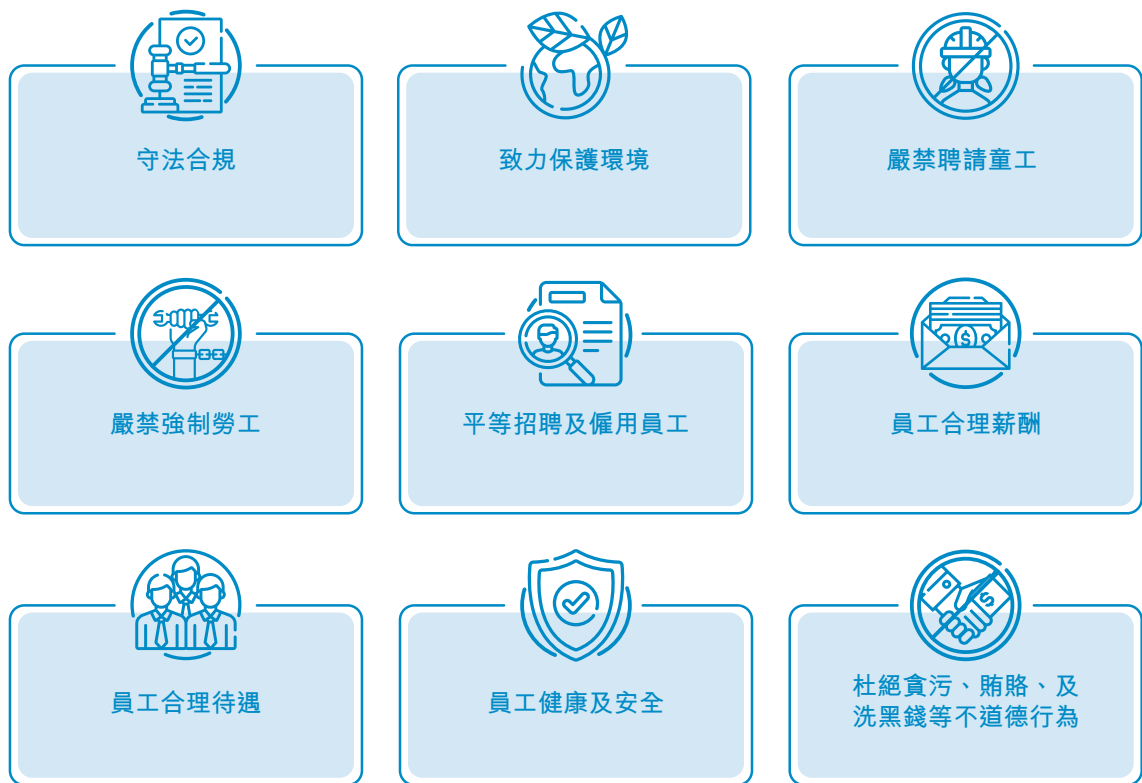 守法合規
致力保護環境
嚴禁聘請童工
嚴禁強制勞工
平等招聘及僱用員工
員工合理薪酬
員工合理待遇
員工健康及安全
杜絕貪污、賄賂、及
洗黑錢等不道德行為